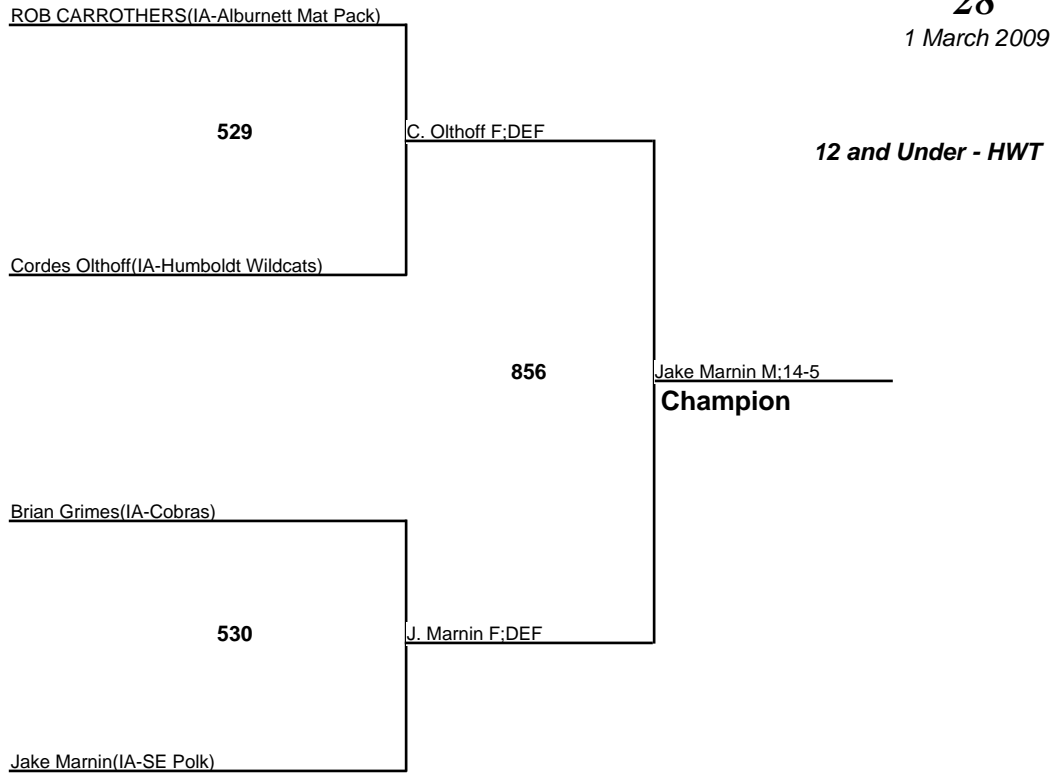 28
ROB CARROTHERS(IA-Alburnett Mat Pack)
1 March 2009
529
C. Olthoff F;DEF
12 and Under - HWT
Cordes Olthoff(IA-Humboldt Wildcats)
856
Jake Marnin M;14-5
Champion
Brian Grimes(IA-Cobras)
530
J. Marnin F;DEF
Jake Marnin(IA-SE Polk)